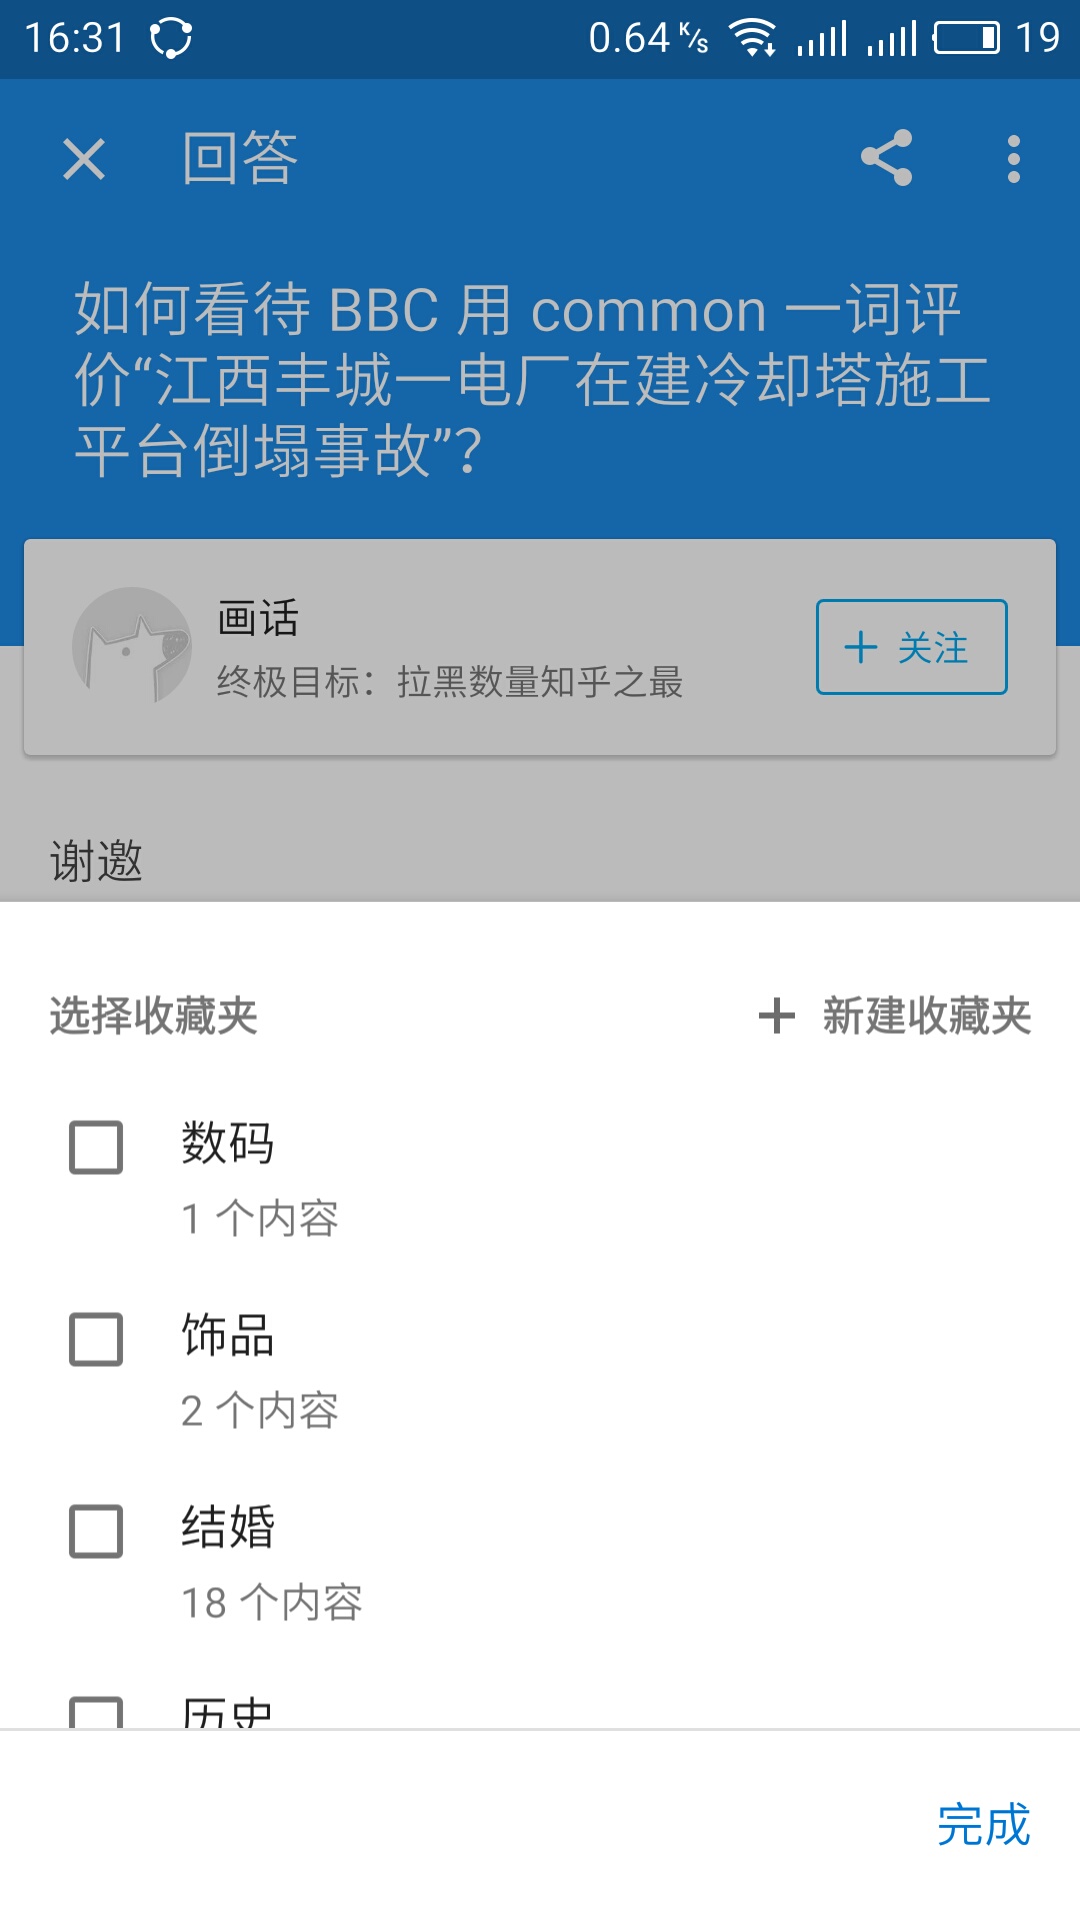 16:31 0.64 K/s 19
回答
如何看待 BBC 用 common 一词评
价“江西丰城一电厂在建冷却塔施工
平台倒塌事故”？
画话
终极目标：拉黑数量知乎之最
+ 关注
谢邀
选择收藏夹 + 新建收藏夹
数码
1 个内容
饰品
2 个内容
结婚
18 个内容
历史
完成